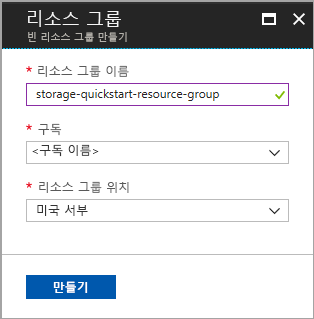 리소스 그룹
빈 리소스 그룹 만들기
* 리소스 그룹 이름
storage-quickstart-resource-group
* 구독
<구독 이름>
* 리소스 그룹 위치
미국 서부
만들기